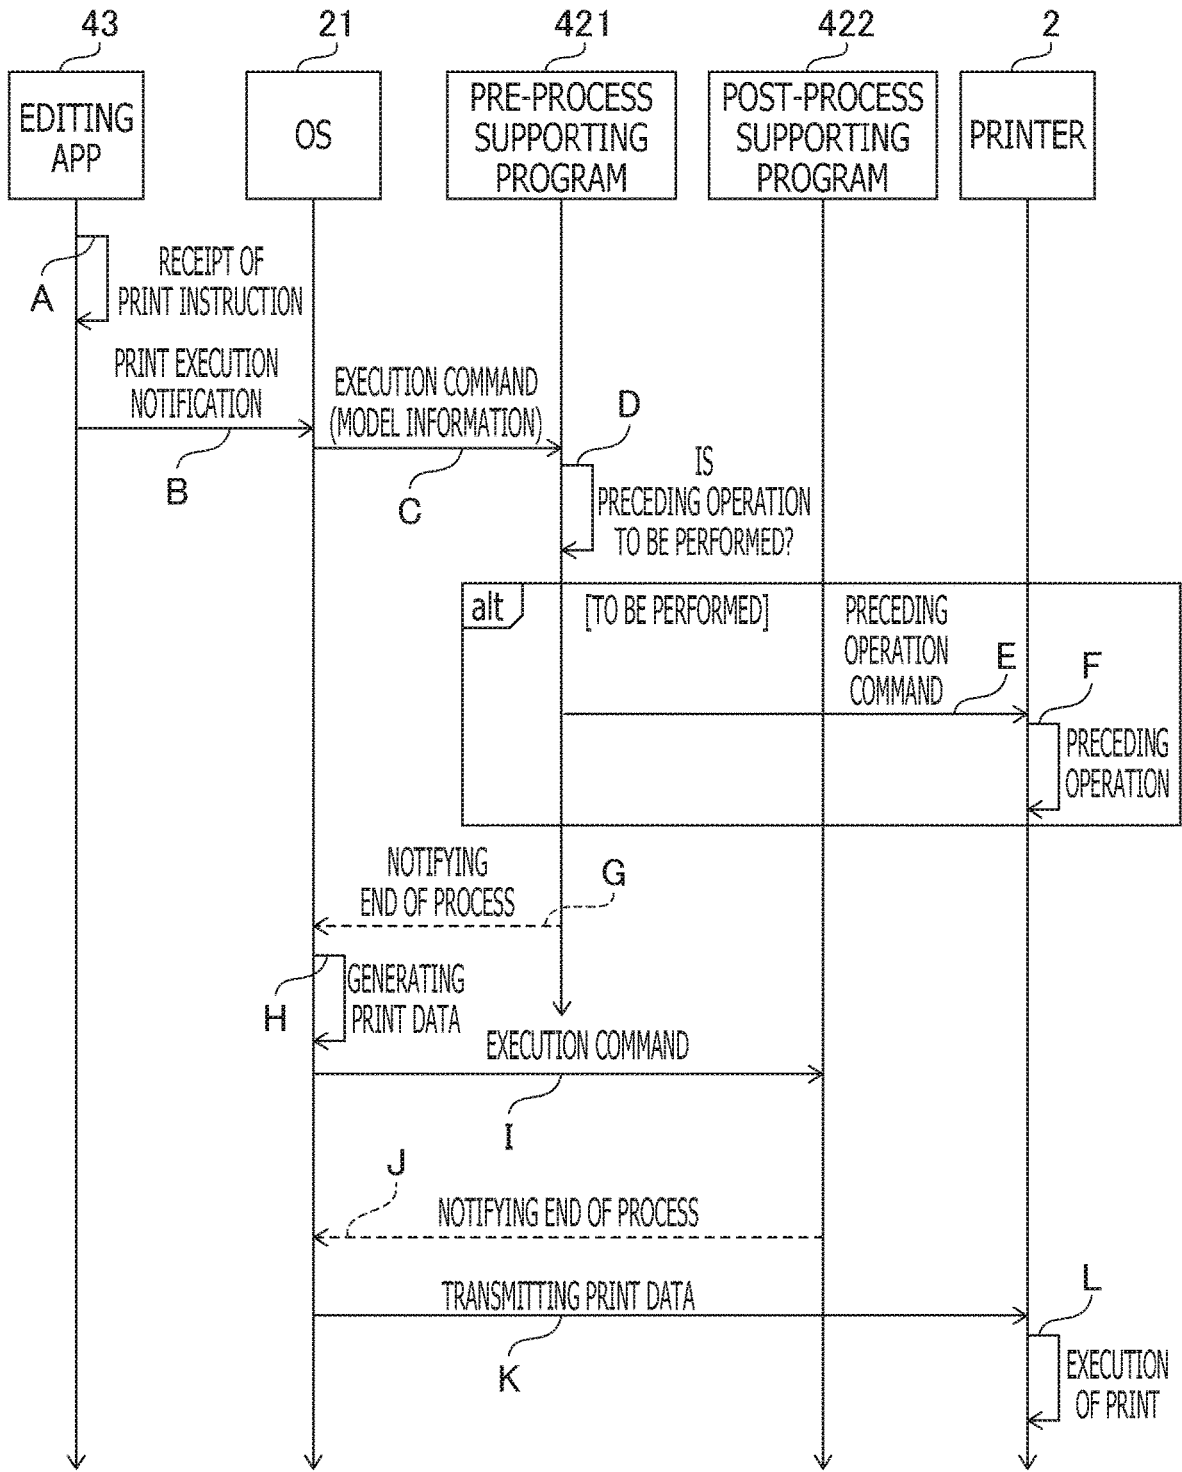 43
21
421
422
2
EDITING
APP
OS
PRE-PROCESS
SUPPORTING
PROGRAM
POST-PROCESS
SUPPORTING
PROGRAM
PRINTER
A
RECEIPT OF
PRINT INSTRUCTION
PRINT EXECUTION
NOTIFICATION
B
EXECUTION COMMAND
(MODEL INFORMATION)
C
D
IS
PRECEDING OPERATION
TO BE PERFORMED?
alt
[TO BE PERFORMED]
PRECEDING
OPERATION
COMMAND
E
F
PRECEDING
OPERATION
NOTIFYING
END OF PROCESS
G
H
GENERATING
PRINT DATA
EXECUTION COMMAND
I
J
NOTIFYING END OF PROCESS
TRANSMITTING PRINT DATA
K
L
EXECUTION
OF PRINT